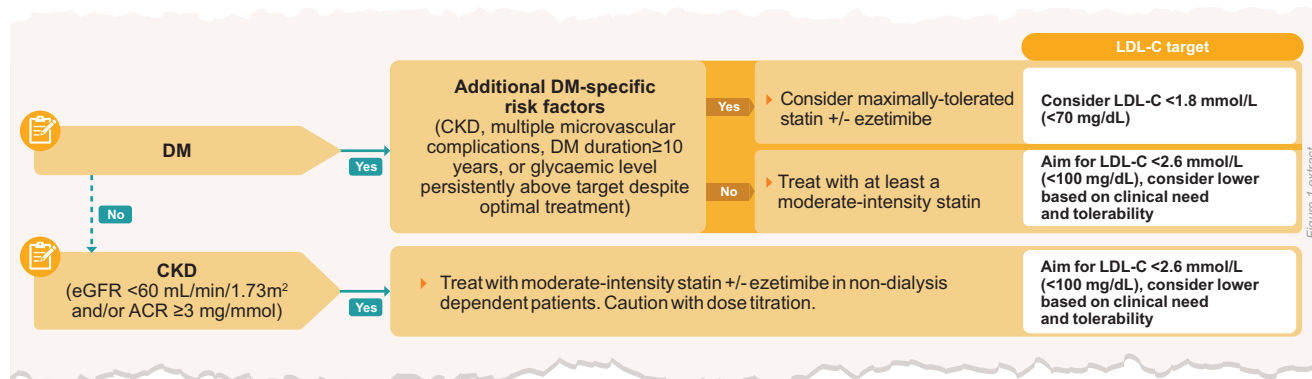 LDL-C target
DM
Yes
Additional DM-specific
risk factors
(CKD, multiple microvascular
complications, DM duration≥10
years, or glycaemic level
persistently above target despite
optimal treatment)
Yes
Consider maximally-tolerated
statin +/- ezetimibe
Consider LDL-C <1.8 mmol/L
(<70 mg/dL)
No
Treat with at least a
moderate-intensity statin
Aim for LDL-C <2.6 mmol/L
(<100 mg/dL), consider lower
based on clinical need
and tolerability
No
CKD
(eGFR <60 mL/min/1.73m²
and/or ACR ≥3 mg/mmol)
Yes
Treat with moderate-intensity statin +/- ezetimibe in non-dialysis
dependent patients. Caution with dose titration.
Aim for LDL-C <2.6 mmol/L
(<100 mg/dL), consider lower
based on clinical need
and tolerability
Figure 1 extract